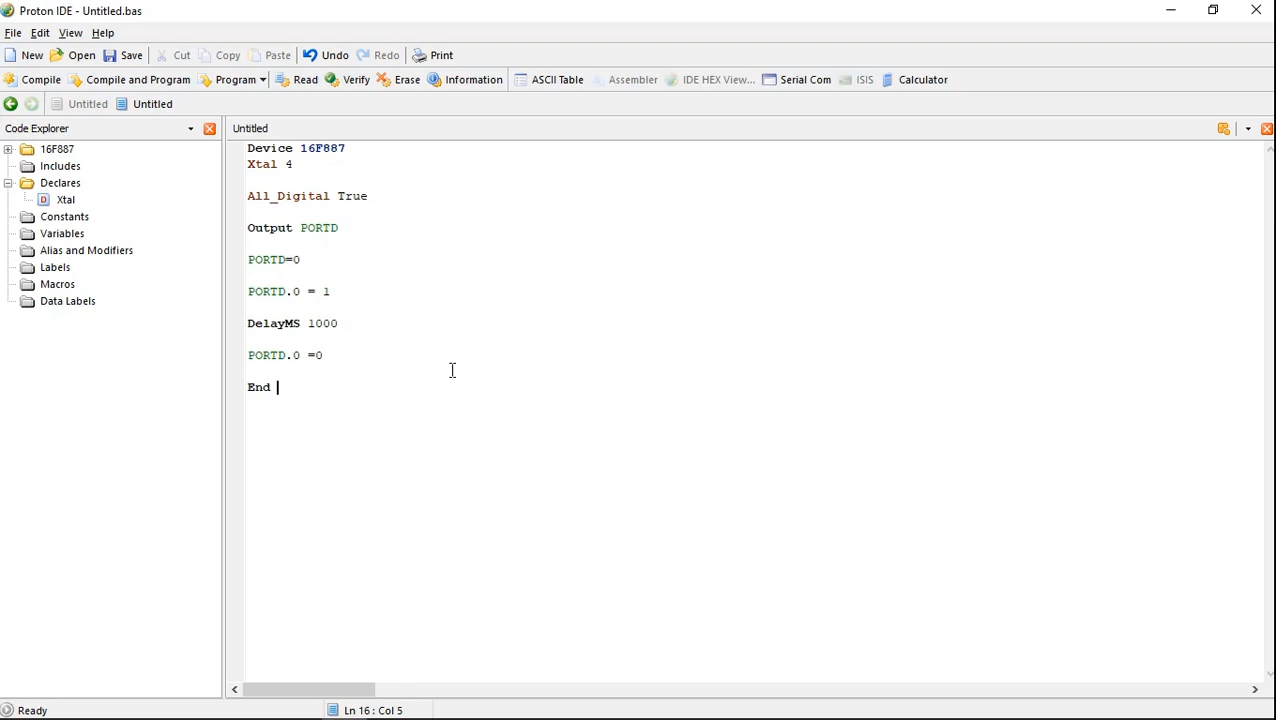 Proton IDE - Untitled.bas
File Edit View Help
New Open Save Cut Copy Paste Undo Redo Print
Compile Compile and Program Program Read Verify Erase Information ASCII Table Assembler IDE HEX View... Serial Com ISIS Calculator
Untitled Untitled
Code Explorer
16F887
Includes
Declares
D Xtal
Constants
Variables
Alias and Modifiers
Labels
Macros
Data Labels
Untitled
Device 16F887
Xtal 4
All_Digital True
Output PORTD
PORTD=0
PORTD.0 = 1
DelayMS 1000
PORTD.0 =0
End
Ready Ln 16 : Col 5